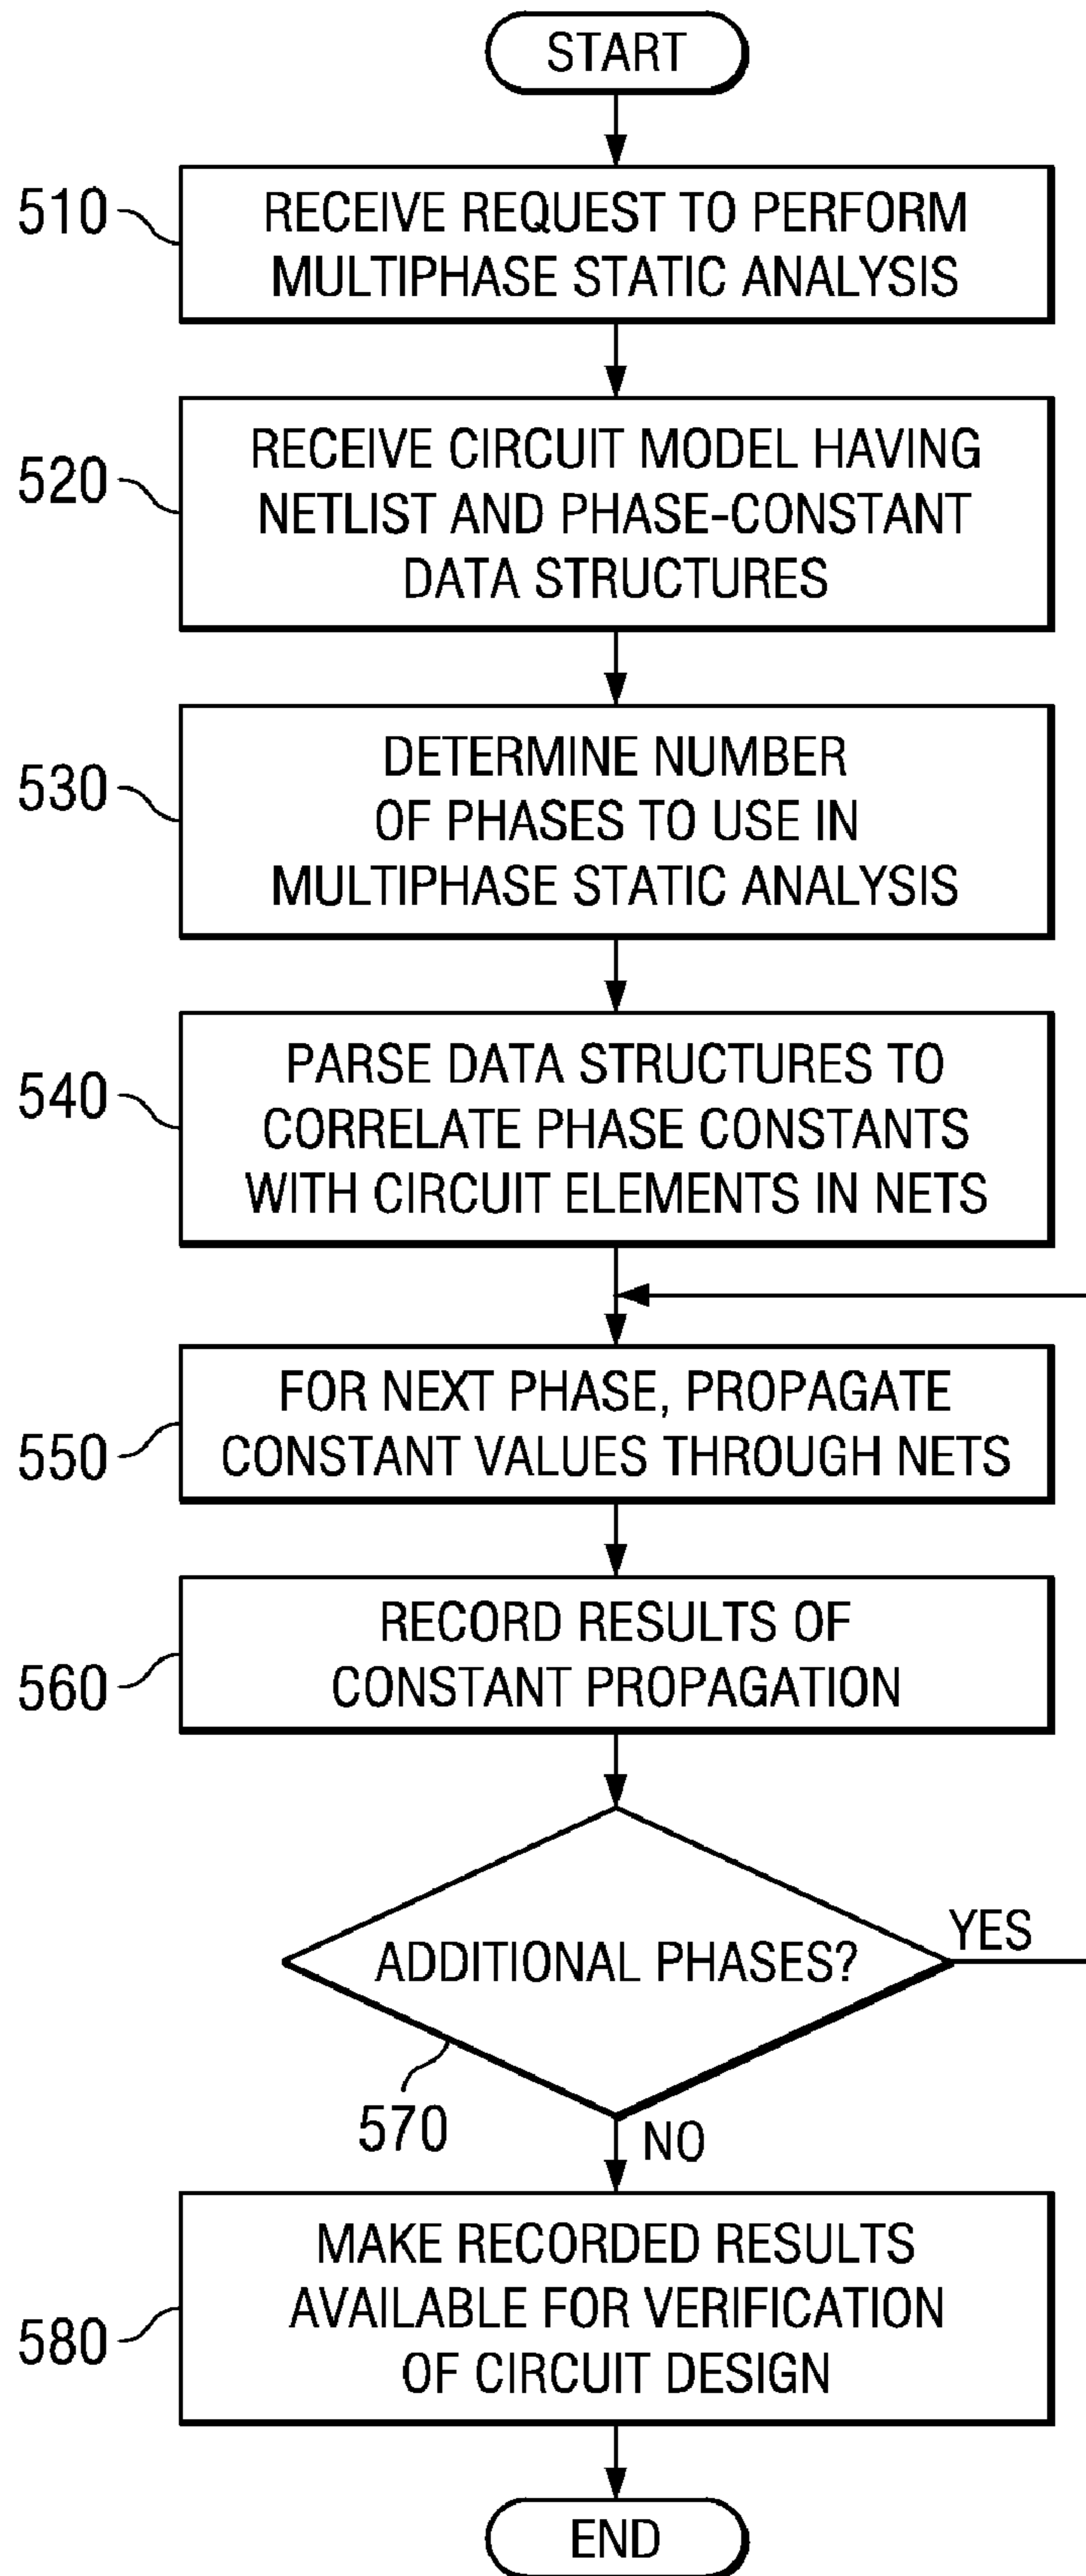 START
510
RECEIVE REQUEST TO PERFORM
MULTIPHASE STATIC ANALYSIS
520
RECEIVE CIRCUIT MODEL HAVING
NETLIST AND PHASE-CONSTANT
DATA STRUCTURES
530
DETERMINE NUMBER
OF PHASES TO USE IN
MULTIPHASE STATIC ANALYSIS
540
PARSE DATA STRUCTURES TO
CORRELATE PHASE CONSTANTS
WITH CIRCUIT ELEMENTS IN NETS
550
FOR NEXT PHASE, PROPAGATE
CONSTANT VALUES THROUGH NETS
560
RECORD RESULTS OF
CONSTANT PROPAGATION
ADDITIONAL PHASES?
YES
570
NO
580
MAKE RECORDED RESULTS
AVAILABLE FOR VERIFICATION
OF CIRCUIT DESIGN
END